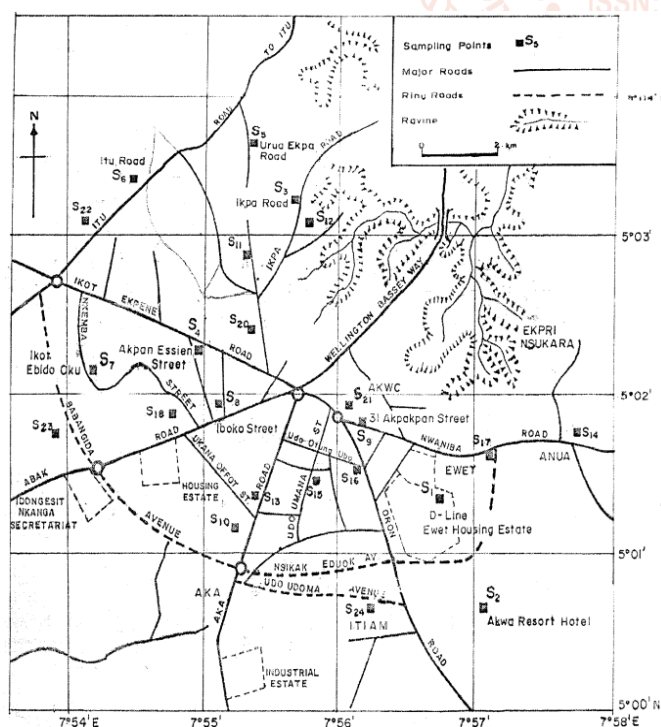 ISSN:
Sampling Points
S₅
Major Roads
Ring Roads
Ravine
0 2 km
N
TO ITU
ROAD
ITU
S₅
Urua Ekpa
Road
Itu Road
S₆
ROAD
S₃
Ikpa Road
S₁₂
S₂₂
S₁₁
IKPA
5°03'
IKOT
EKPENE
ROAD
NKEMBA
S₂₀
WELLINGTON BASSEY WAY
EKPRI
NSUKARA
S₄
Akpan Essien
Street
Ikot
Ebido Oku
S₇
STREET
S₁₈
S₈
Iboko Street
AKWC
S₂₁
31 Akpakpan Street
S₉
5°02'
S₂₃
BABANGIDA
ABAK
ROAD
NWANIBA
ROAD
S₁₇
EWET
S₁₄
ANUA
Udo Otung Ubo
ST
S₁₆
S₁₅
UDO UMANA
UKANA OFFOT ST
HOUSING
ESTATE
IDONGESIT
NKANGA
SECRETARIAT
ROAD
S₁₃
S₁₀
S₁
D-Line
Ewet Housing Estate
ORON
AVENUE
5°01'
NSIKAK EDUOK AV
UDO UDOMA AVENUE
AKA
AKA
S₂₄
ITIAM
S₂
Akwa Resort Hotel
ROAD
INDUSTRIAL
ESTATE
5°00'N
7°54'E
7°55'E
7°56'E
7°57'E
7°58'E